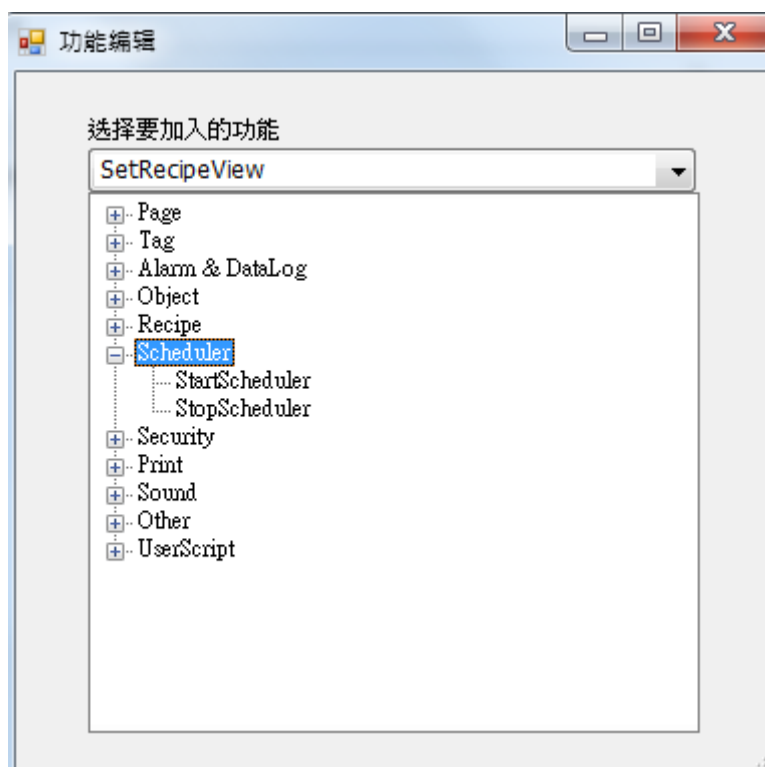 功能编辑
选择要加入的功能
SetRecipeView
Page
Tag
Alarm & DataLog
Object
Recipe
Scheduler
StartScheduler
StopScheduler
Security
Print
Sound
Other
UserScript